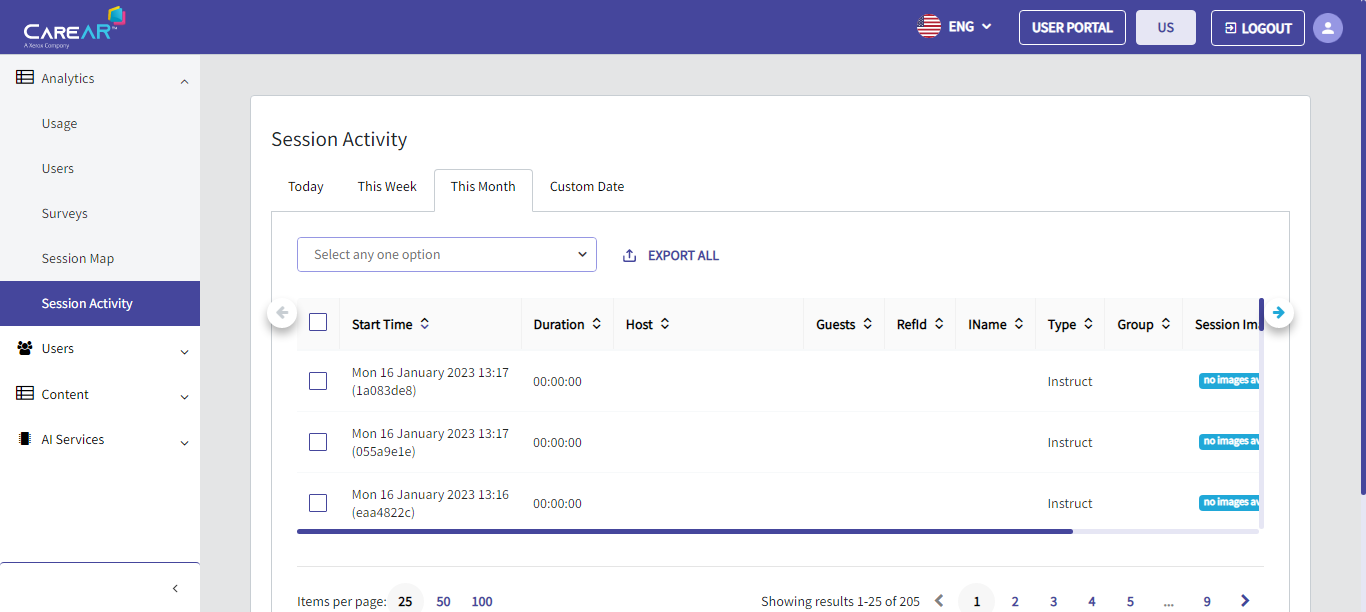 CAREAR™
A Xerox Company
ENG
USER PORTAL
US
LOGOUT
Analytics
Usage
Users
Surveys
Session Map
Session Activity
Users
Content
AI Services
Session Activity
Today This Week This Month Custom Date
Select any one option
EXPORT ALL
Start Time Duration Host Guests RefId IName Type Group Session Im
Mon 16 January 2023 13:17
(1a083de8)
00:00:00
Instruct
no images av
Mon 16 January 2023 13:17
(055a9e1e)
00:00:00
Instruct
no images av
Mon 16 January 2023 13:16
(eaa4822c)
00:00:00
Instruct
no images av
Items per page: 25 50 100
Showing results 1-25 of 205 1 2 3 4 5 ... 9